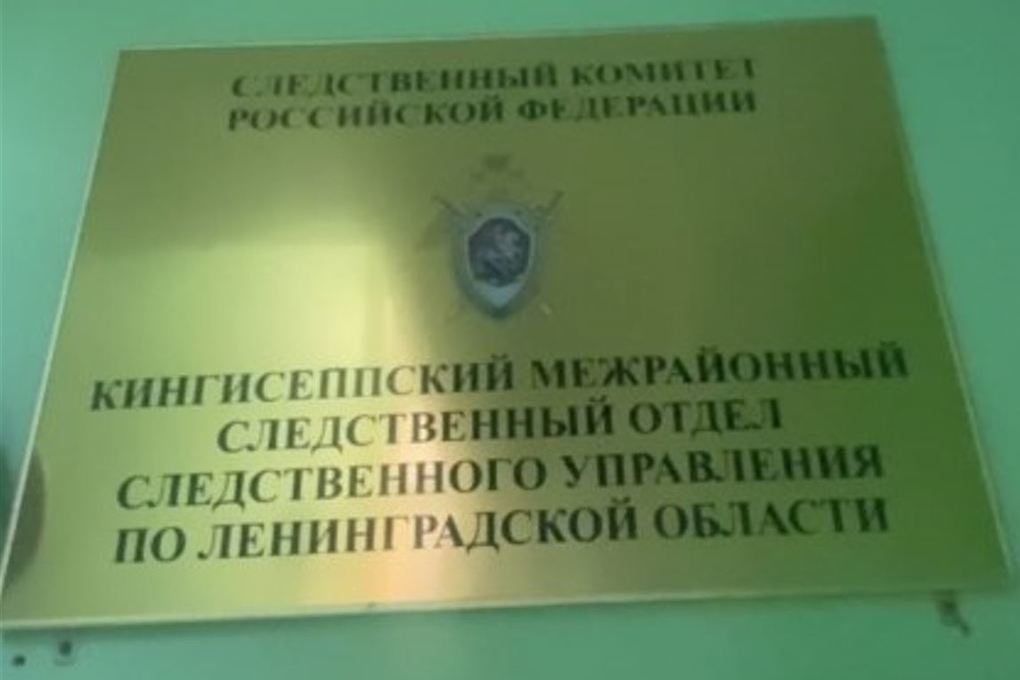 СЛЕДСТВЕННЫЙ КОМИТЕТ
РОССИЙСКОЙ ФЕДЕРАЦИИ
КИНГИСЕППСКИЙ МЕЖРАЙОННЫЙ
СЛЕДСТВЕННЫЙ ОТДЕЛ
СЛЕДСТВЕННОГО УПРАВЛЕНИЯ
ПО ЛЕНИНГРАДСКОЙ ОБЛАСТИ